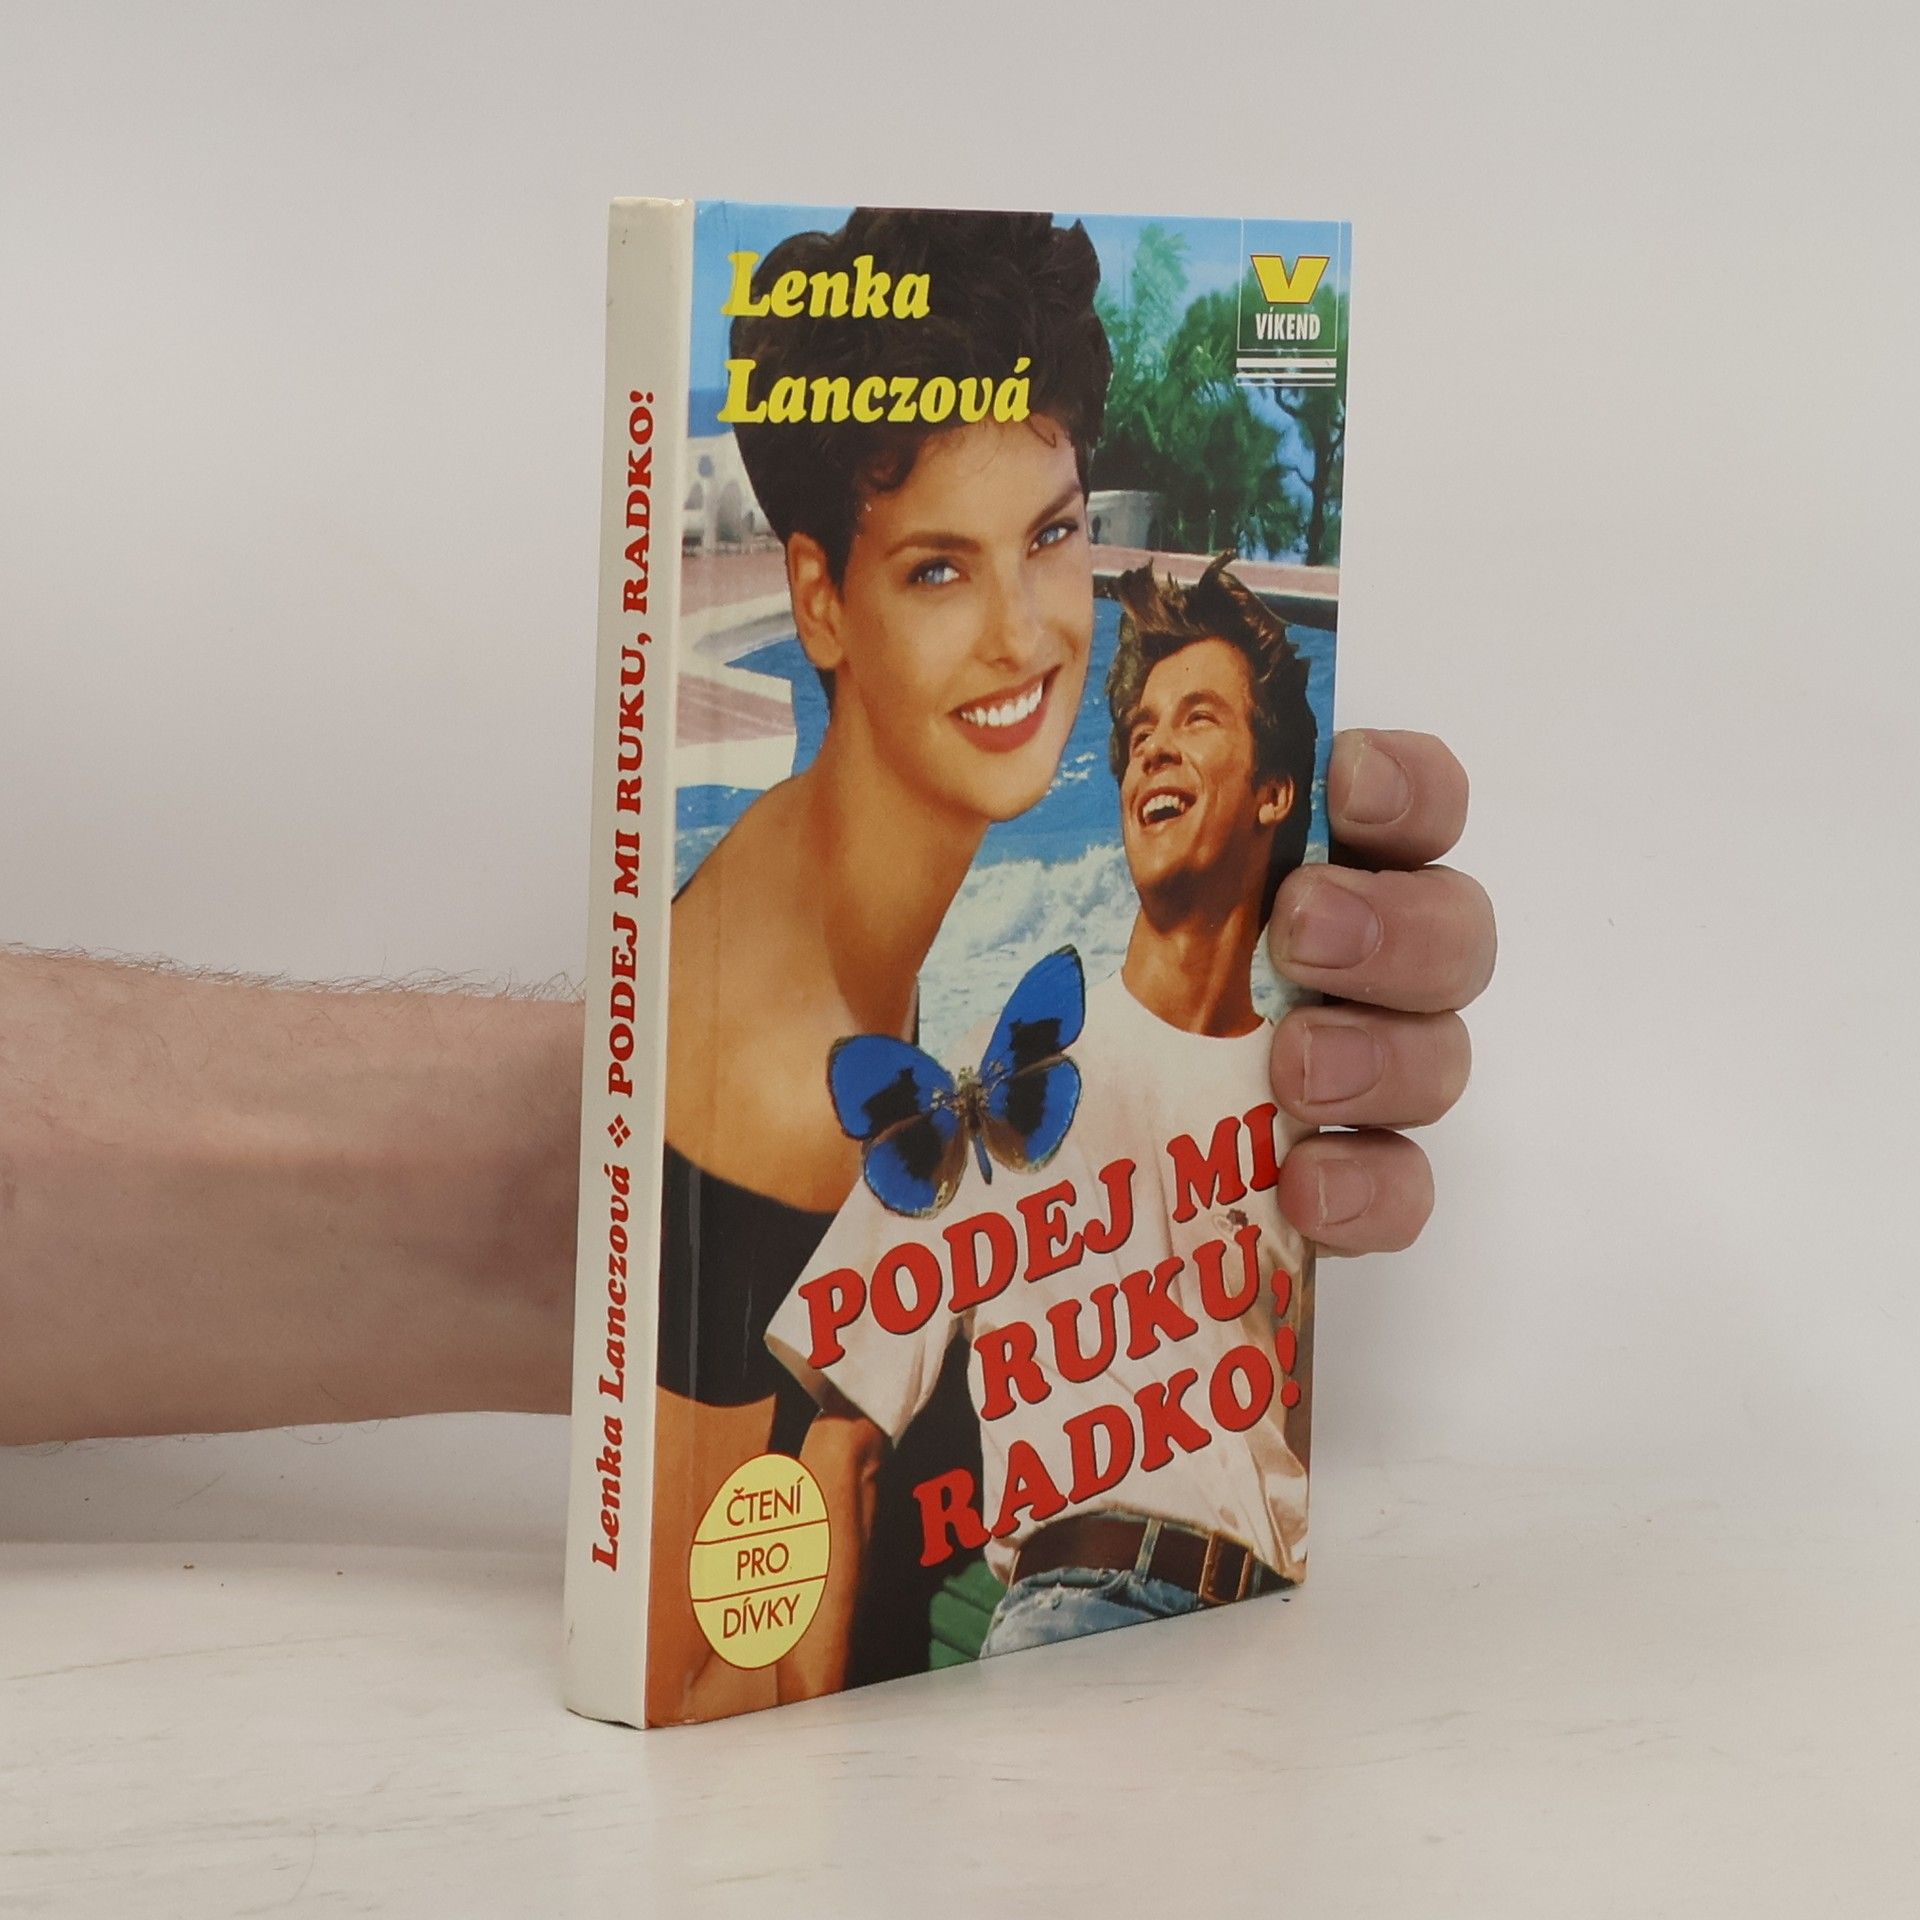 Lenka Lanczová ❖ PODEJ MI RUKU, RADKO!
Lenka
Lanczová
V
VÍKEND
PODEJ MI
RUKU,
RADKO!
ČTENÍ
PRO
DÍVKY